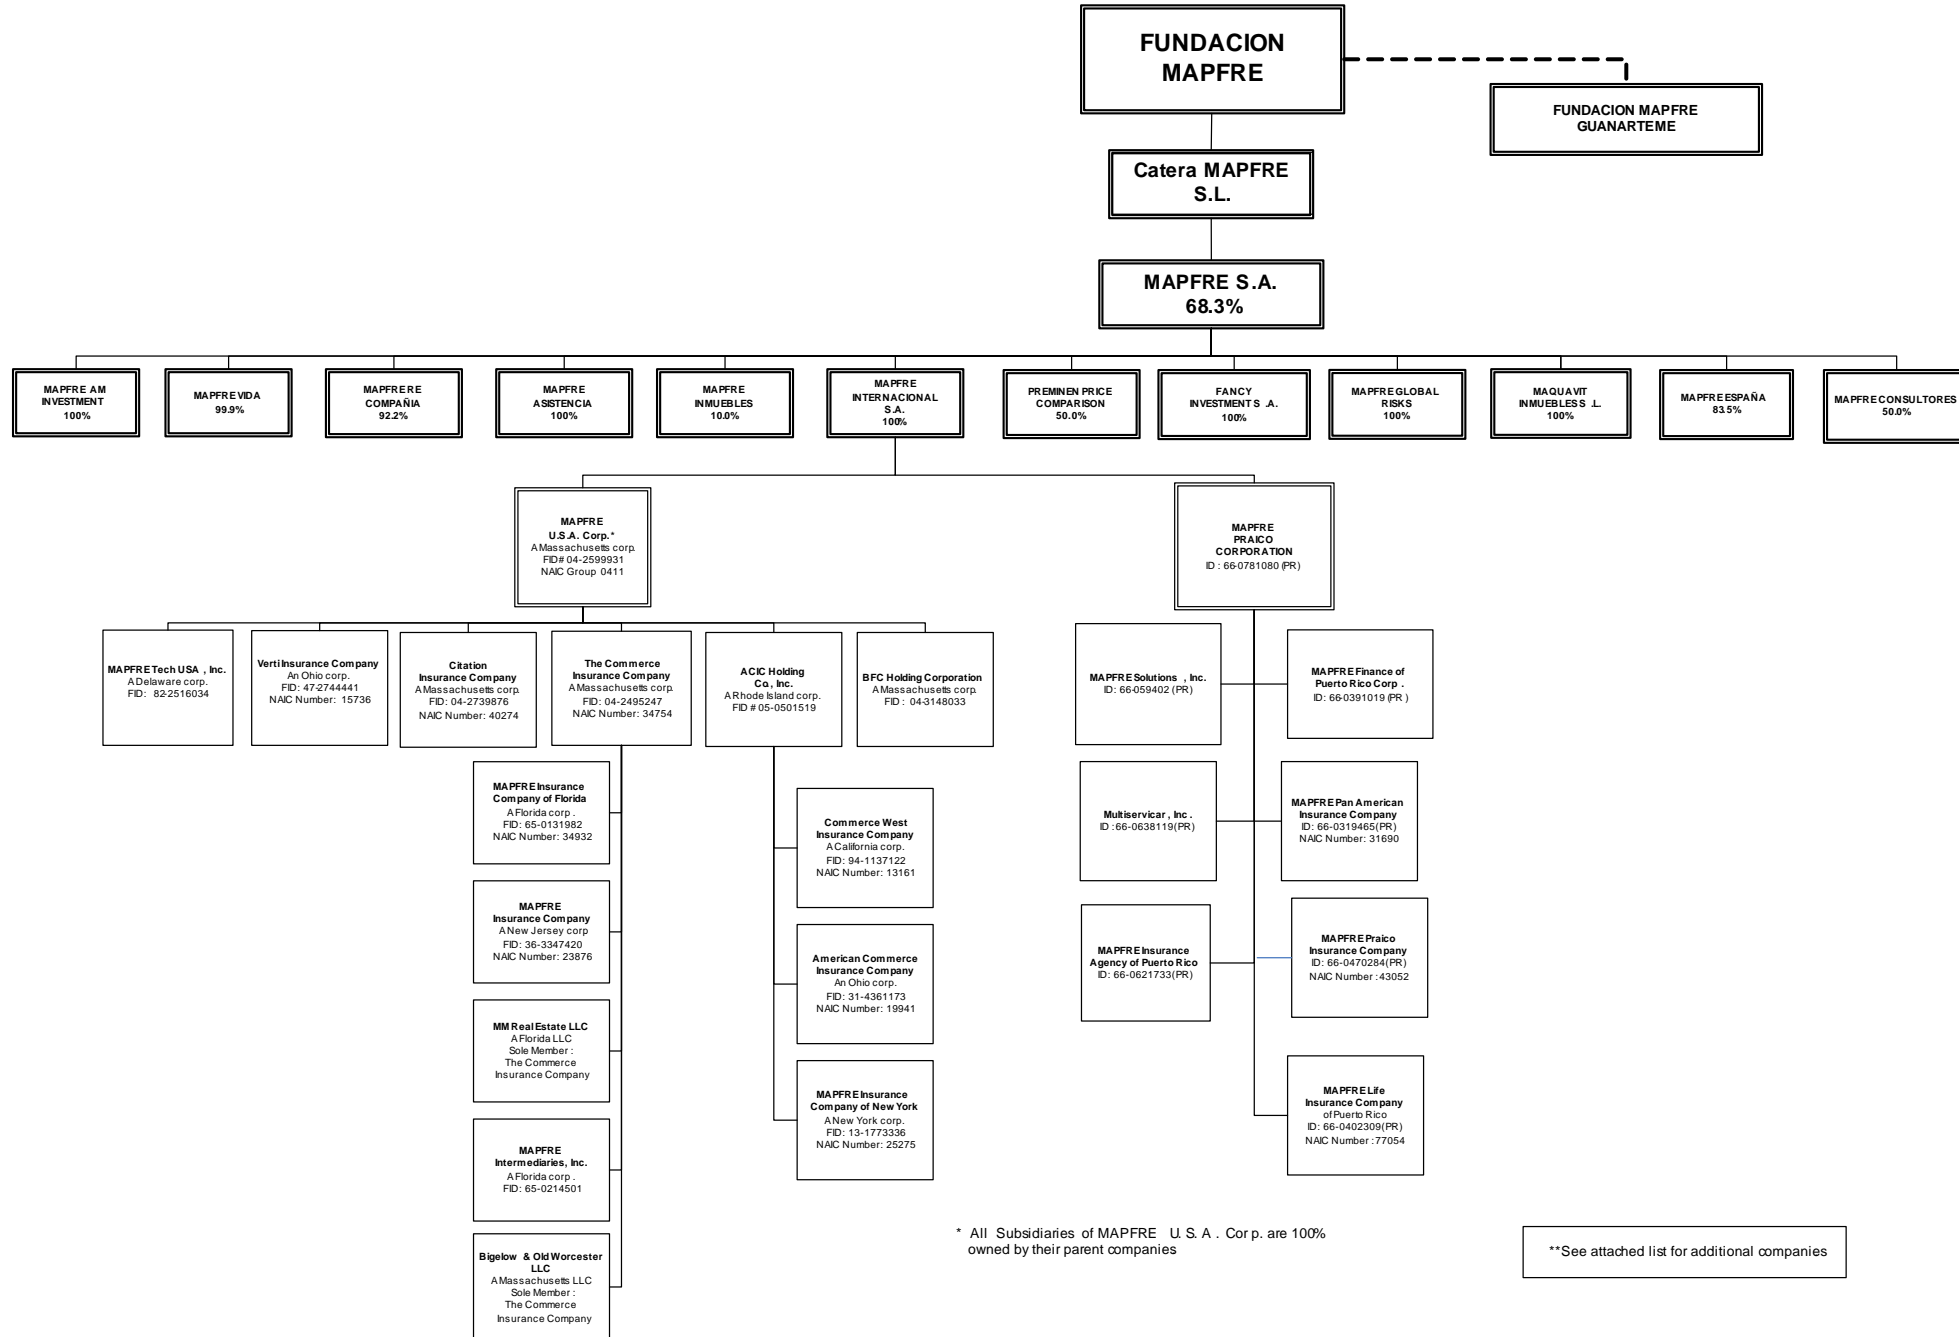 FUNDACION
MAPFRE
FUNDACION MAPFRE
GUANARTEME
Catera MAPFRE
S.L.
MAPFRE S.A.
68.3%
MAPFRE AM
INVESTMENT
100%
MAPFRE VIDA
99.9%
MAPFRE RE
COMPAÑIA
92.2%
MAPFRE
ASISTENCIA
100%
MAPFRE
INMUEBLES
10.0%
MAPFRE
INTERNACIONAL
S.A.
100%
PREMINEN PRICE
COMPARISON
50.0%
FANCY
INVESTMENT S .A.
100%
MAPFRE GLOBAL
RISKS
100%
MAQUAVIT
INMUEBLES S .L.
100%
MAPFRE ESPAÑA
83.5%
MAPFRE CONSULTORES
50.0%
MAPFRE
U.S.A. Corp.*
A Massachusetts corp.
FID# 04-2599931
NAIC Group 0411
MAPFRE
PRAICO
CORPORATION
ID : 66-0781080 (PR)
MAPFRE Tech USA , Inc.
A Delaware corp.
FID: 82-2516034
Verti Insurance Company
An Ohio corp.
FID: 47-2744441
NAIC Number: 15736
Citation
Insurance Company
A Massachusetts corp.
FID: 04-2739876
NAIC Number: 40274
The Commerce
Insurance Company
A Massachusetts corp.
FID: 04-2495247
NAIC Number: 34754
ACIC Holding
Co., Inc.
A Rhode Island corp.
FID # 05-0501519
BFC Holding Corporation
A Massachusetts corp.
FID : 04-3148033
MAPFRE Solutions , Inc.
ID: 66-059402 (PR)
MAPFRE Finance of
Puerto Rico Corp .
ID: 66-0391019 (PR )
MAPFRE Insurance
Company of Florida
A Florida corp .
FID: 65-0131982
NAIC Number: 34932
Commerce West
Insurance Company
A California corp.
FID: 94-1137122
NAIC Number: 13161
Multiservicar , Inc .
ID :66-0638119(PR)
MAPFRE Pan American
Insurance Company
ID: 66-0319465(PR)
NAIC Number: 31690
MAPFRE
Insurance Company
A New Jersey corp
FID: 36-3347420
NAIC Number: 23876
American Commerce
Insurance Company
An Ohio corp.
FID: 31-4361173
NAIC Number: 19941
MAPFRE Insurance
Agency of Puerto Rico
ID: 66-0621733(PR)
MAPFRE Praico
Insurance Company
ID: 66-0470284(PR)
NAIC Number :43052
MM Real Estate LLC
A Florida LLC
Sole Member :
The Commerce
Insurance Company
MAPFRE Insurance
Company of New York
A New York corp.
FID: 13-1773336
NAIC Number: 25275
MAPFRE Life
Insurance Company
of Puerto Rico
ID: 66-0402309(PR)
NAIC Number :77054
MAPFRE
Intermediaries, Inc.
A Florida corp .
FID: 65-0214501
Bigelow & Old Worcester
LLC
A Massachusetts LLC
Sole Member :
The Commerce
Insurance Company
* All Subsidiaries of MAPFRE U. S. A . Corp. are 100%
owned by their parent companies
**See attached list for additional companies